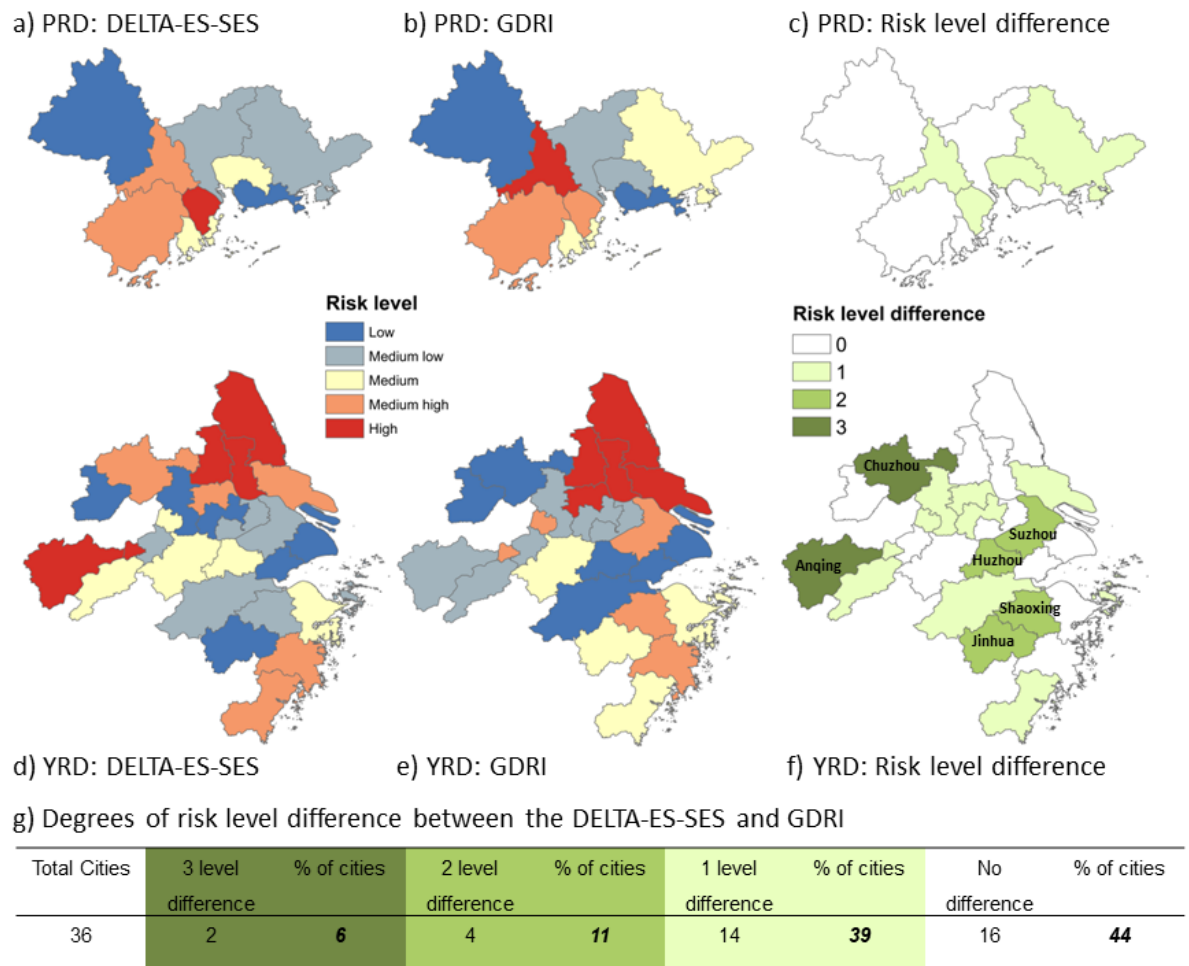 a) PRD: DELTA-ES-SES
b) PRD: GDRI
c) PRD: Risk level difference
Risk level
Low
Medium low
Medium
Medium high
High
Risk level difference
0
1
2
3
Chuzhou
Suzhou
Huzhou
Anqing
Shaoxing
Jinhua
d) YRD: DELTA-ES-SES
e) YRD: GDRI
f) YRD: Risk level difference
g) Degrees of risk level difference between the DELTA-ES-SES and GDRI
Total Cities 3 level % of cities 2 level % of cities 1 level % of cities No % of cities
difference difference difference difference
36 2 6 4 11 14 39 16 44